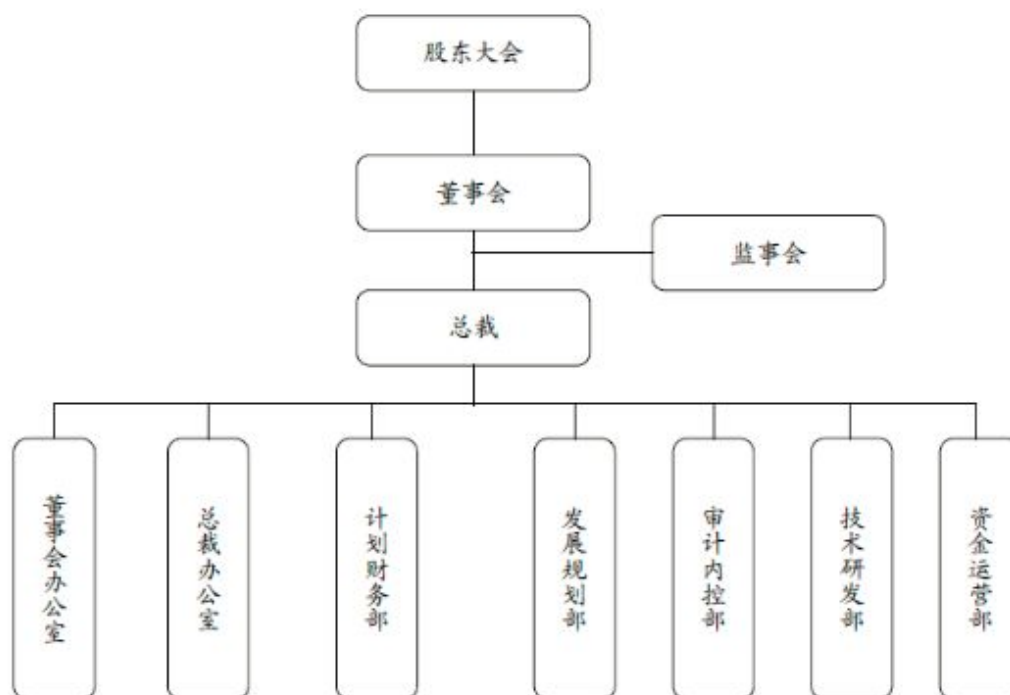 股东大会
董事会
监事会
总裁
董事会办公室
总裁办公室
计划财务部
发展规划部
审计内控部
技术研发部
资金运营部